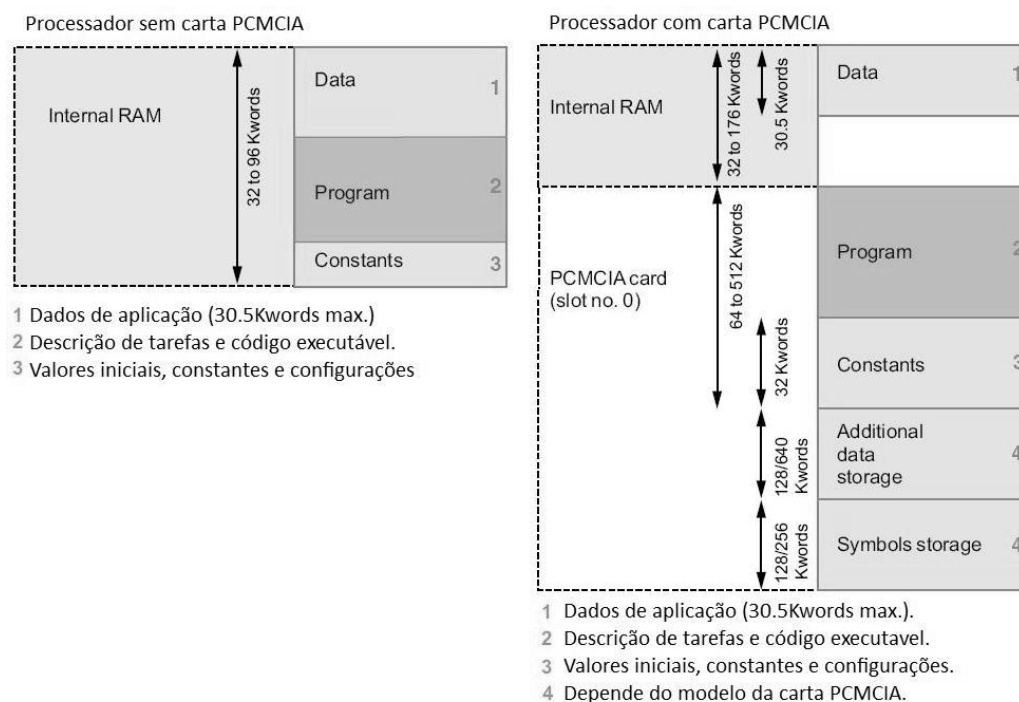 Processador sem carta PCMCIA
Internal RAM
32 to 96 Kwords
Data 1
Program 2
Constants 3
1 Dados de aplicação (30.5Kwords max.)
2 Descrição de tarefas e código executável.
3 Valores iniciais, constantes e configurações
Processador com carta PCMCIA
Internal RAM
32 to 176 Kwords
30.5 Kwords
Data 1
PCMCIA card
(slot no. 0)
64 to 512 Kwords
Program 2
32 Kwords
Constants 3
128/640
Kwords
Additional
data
storage 4
128/256
Kwords
Symbols storage 4
1 Dados de aplicação (30.5Kwords max.).
2 Descrição de tarefas e código executavel.
3 Valores iniciais, constantes e configurações.
4 Depende do modelo da carta PCMCIA.